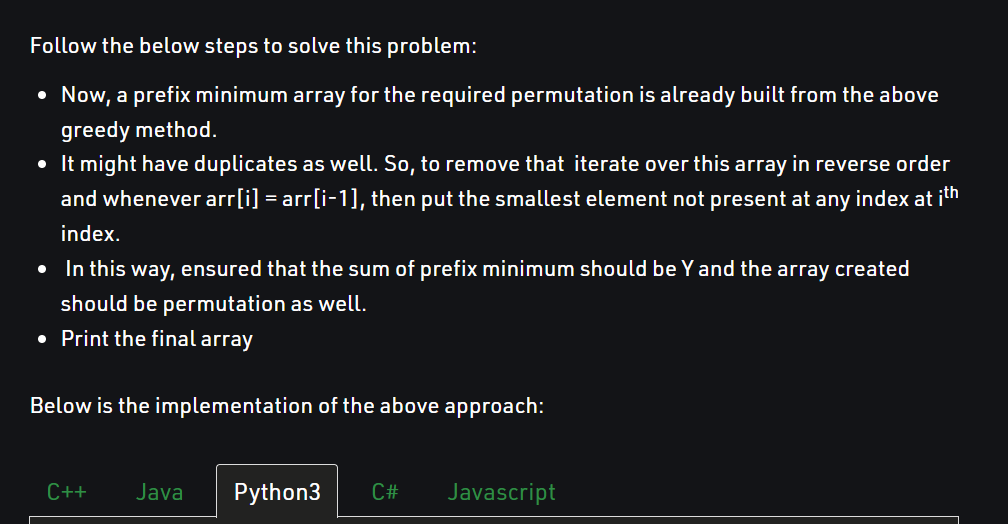 Follow the below steps to solve this problem:
• Now, a prefix minimum array for the required permutation is already built from the above
greedy method.
• It might have duplicates as well. So, to remove that  iterate over this array in reverse order
and whenever arr[i] = arr[i-1], then put the smallest element not present at any index at iᵗʰ
index.
•  In this way, ensured that the sum of prefix minimum should be Y and the array created
should be permutation as well.
• Print the final array
Below is the implementation of the above approach:
C++ Java Python3 C# Javascript